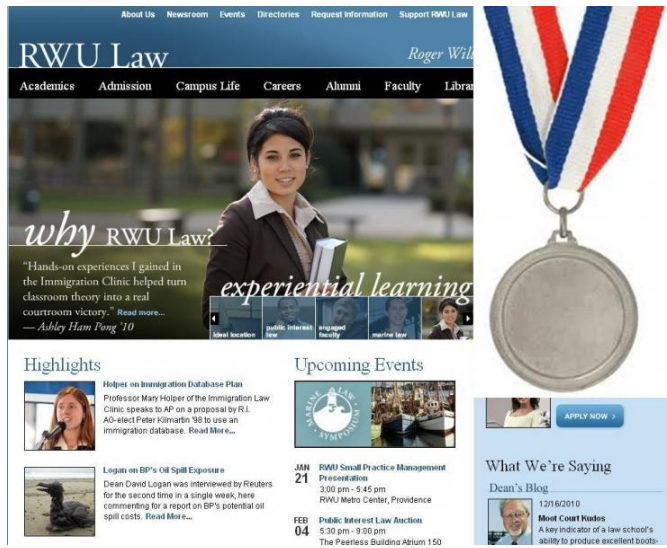 About Us Newsroom Events Directories Request Information Support RWU Law
RWU LAW
Roger
Academics Admission Campus Life Careers Alumni Faculty
why RWU LAW?
"Hands-on experiences I gained in
the Immigration Clinic helped turn
classroom theory into a real
courtroom victory." Read more...
— Ashley Ham Pong '10
experiential learning
ideal location
public interest
law
engaged
faculty
marine law
Highlights
Holper on Immigration Database Plan
Professor Mary Holper of the Immigration Law
Clinic speaks to AP on a proposal by R.I.
AG-elect Peter Kilmartin '98 to use an
immigration database. Read More...
Logan on BP's Oil Spill Exposure
Dean David Logan was interviewed by Reuters
for the second time in a single week, here
commenting for a report on BP's potential oil
spill costs. Read More...
Upcoming Events
MARINE LAW
SYMPOSIUM
JAN
21
RWU Small Practice Management
Presentation
3:00 pm - 5:45 pm
RWU Metro Center, Providence
FEB
04
Public Interest Law Auction
5:30 pm - 9:00 pm
The Peerless Building Atrium 150
APPLY NOW >
What We're Saying
Dean's Blog
12/16/2010
Moot Court Kudos
A key indicator of a law school's
ability to produce excellent boots-